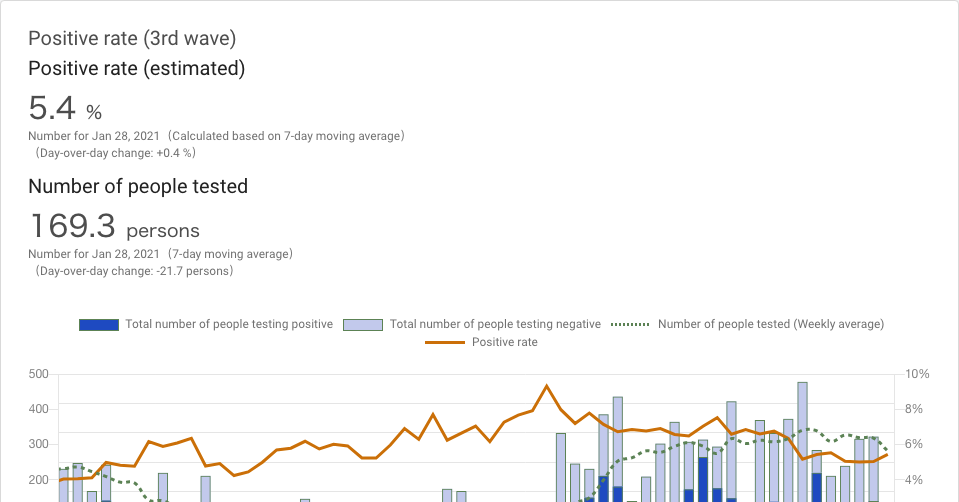 Positive rate (3rd wave)
Positive rate (estimated)
5.4 %
Number for Jan 28, 2021（Calculated based on 7-day moving average）
（Day-over-day change: +0.4 %）
Number of people tested
169.3 persons
Number for Jan 28, 2021（7-day moving average）
（Day-over-day change: -21.7 persons）
Total number of people testing positive Total number of people testing negative Number of people tested (Weekly average)
Positive rate
500 10%
400 8%
300 6%
200 4%